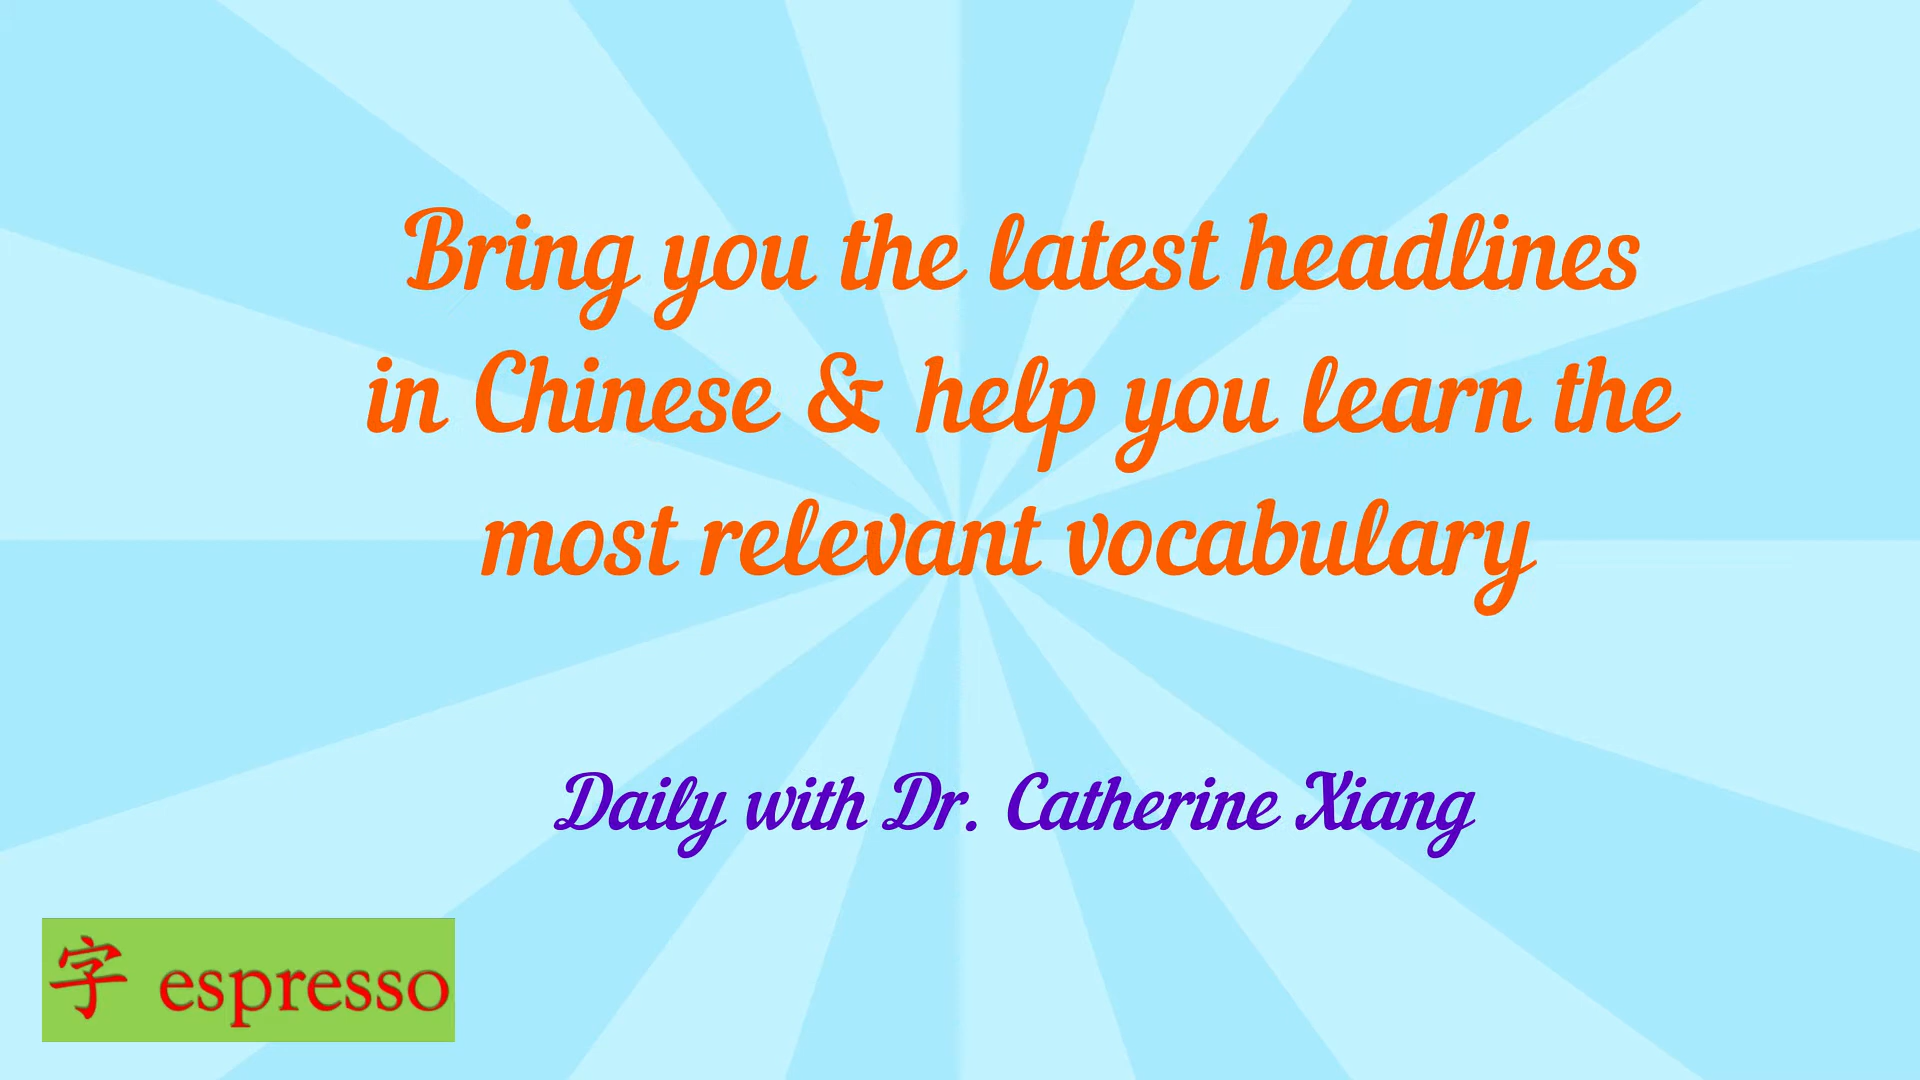 Bring you the latest headlines
in Chinese & help you learn the
most relevant vocabulary
Daily with Dr. Catherine Xiang
字 espresso